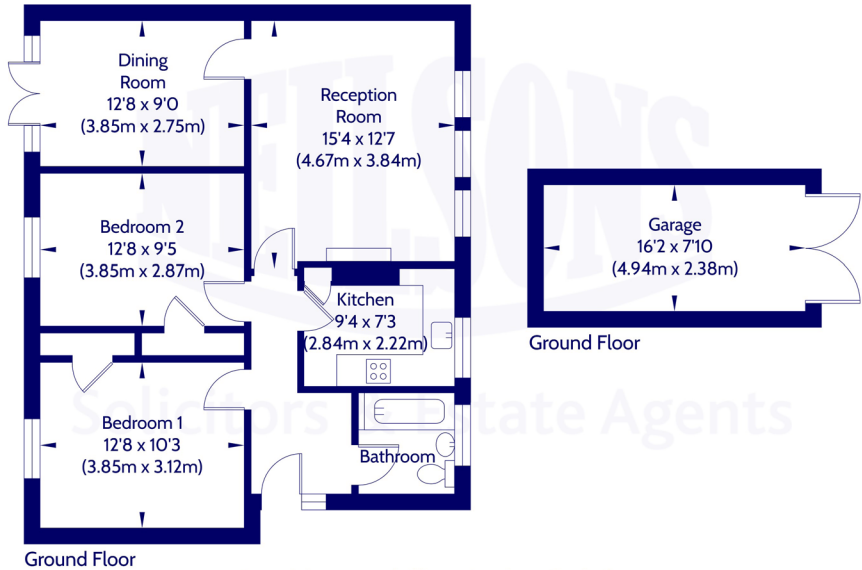 Dining
Room
12'8 x 9'0
(3.85m x 2.75m)
Reception
Room
15'4 x 12'7
(4.67m x 3.84m)
Bedroom 2
12'8 x 9'5
(3.85m x 2.87m)
Kitchen
9'4 x 7'3
(2.84m x 2.22m)
Bedroom 1
12'8 x 10'3
(3.85m x 3.12m)
Bathroom
Ground Floor
Garage
16'2 x 7'10
(4.94m x 2.38m)
Ground Floor
NEILSONS
Solicitors & Estate Agents